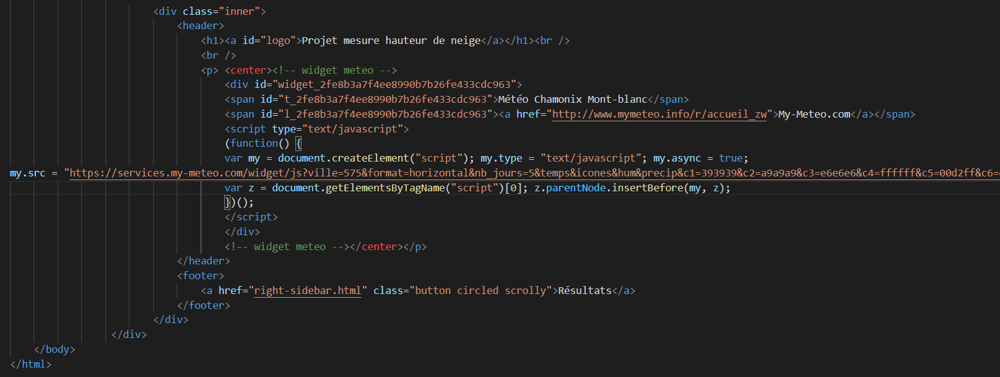 <div class="inner">
<header>
<h1><a id="logo">Projet mesure hauteur de neige</a></h1><br />
<br />
<p> <center><!-- widget meteo -->
<div id="widget_2fe8b3a7f4ee8990b7b26fe433cdc963">
<span id="t_2fe8b3a7f4ee8990b7b26fe433cdc963">Météo Chamonix Mont-blanc</span>
<span id="l_2fe8b3a7f4ee8990b7b26fe433cdc963"><a href="http://www.mymeteo.info/r/accueil_zw">My-Meteo.com</a></span>
<script type="text/javascript">
(function() {
var my = document.createElement("script"); my.type = "text/javascript"; my.async = true;
my.src = "https://services.my-meteo.com/widget/js?ville=575&format=horizontal&nb_jours=5&temps&icones&hum&precip&c1=393939&c2=a9a9a9&c3=e6e6e6&c4=ffffff&c5=00d2ff&c6=
var z = document.getElementsByTagName("script")[0]; z.parentNode.insertBefore(my, z);
})();
</script>
</div>
<!-- widget meteo --></center></p>
</header>
<footer>
<a href="right-sidebar.html" class="button circled scrolly">Résultats</a>
</footer>
</div>
</div>
</body>
</html>